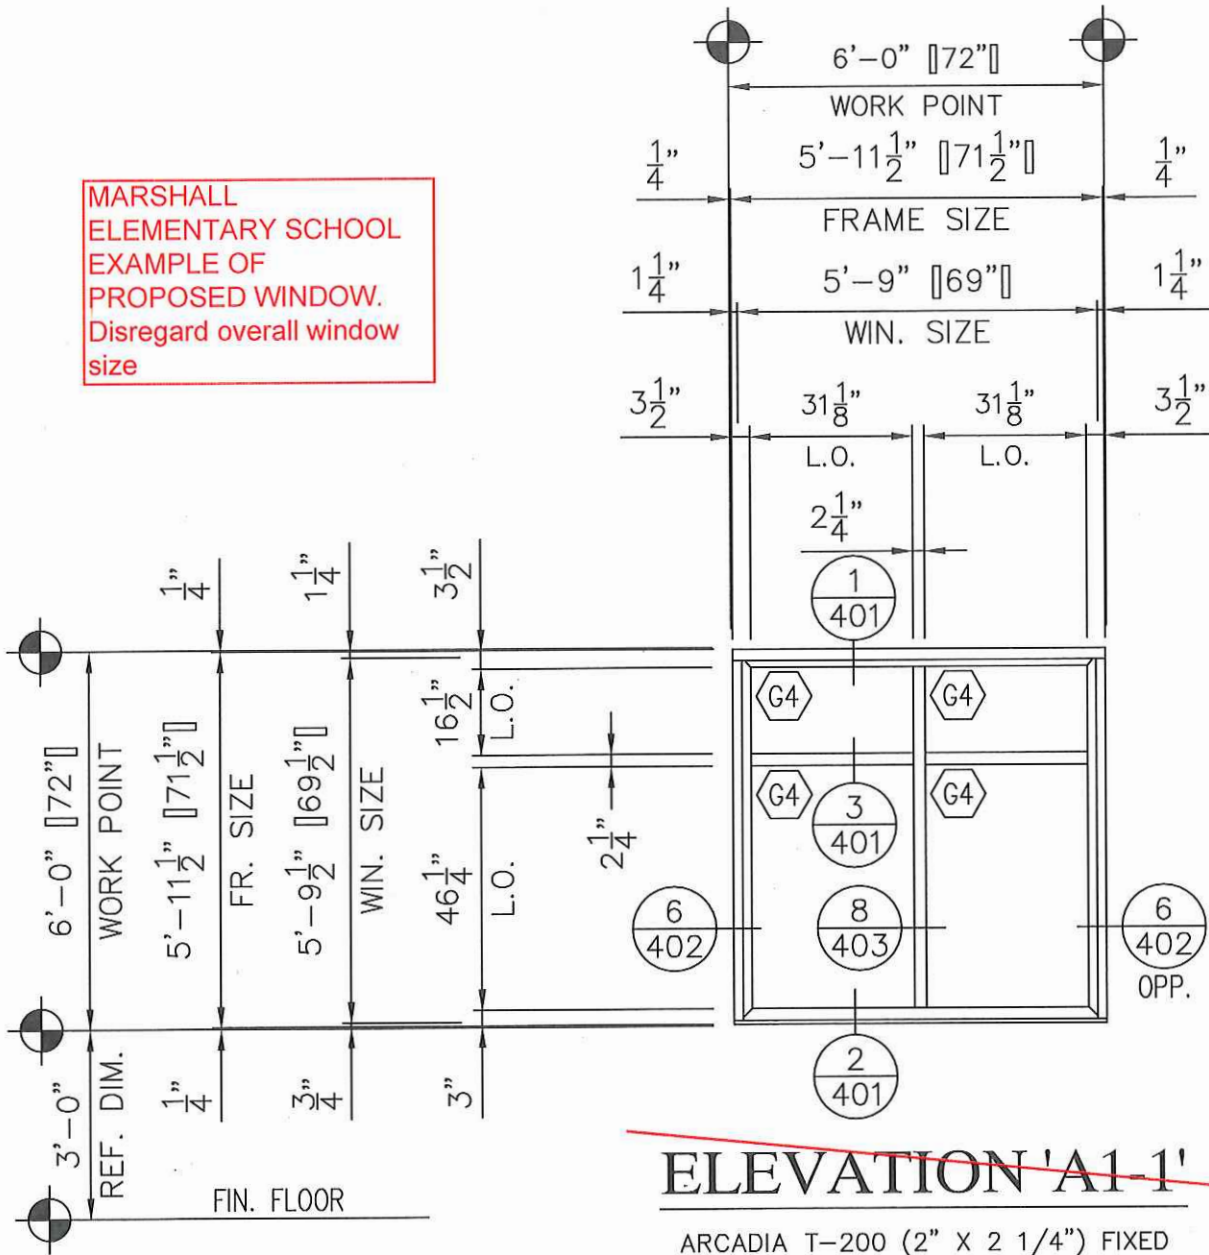 6'-0" [72"]
WORK POINT
1/4" 5'-11 1/2" [71 1/2"] 1/4"
FRAME SIZE
MARSHALL
ELEMENTARY SCHOOL
EXAMPLE OF
PROPOSED WINDOW.
Disregard overall window
size
1 1/4" 5'-9" [69"] 1 1/4"
WIN. SIZE
3 1/2" 31 1/8" 31 1/8" 3 1/2"
L.O. L.O.
2 1/4"
1/4" 1 1/4" 3 1/2"
1
401
6'-0" [72"]
WORK POINT
5'-11 1/2" [71 1/2"]
FR. SIZE
5'-9 1/2" [69 1/2"]
WIN. SIZE
16 1/2"
L.O.
46 1/4"
L.O.
2 1/4"
G4 G4
G4 G4
3
401
6
402
8
403
6
402
OPP.
2
401
3'-0"
REF. DIM.
1/4" 3/4" 3"
FIN. FLOOR
ELEVATION 'A1-1'
ARCADIA T-200 (2" X 2 1/4") FIXED